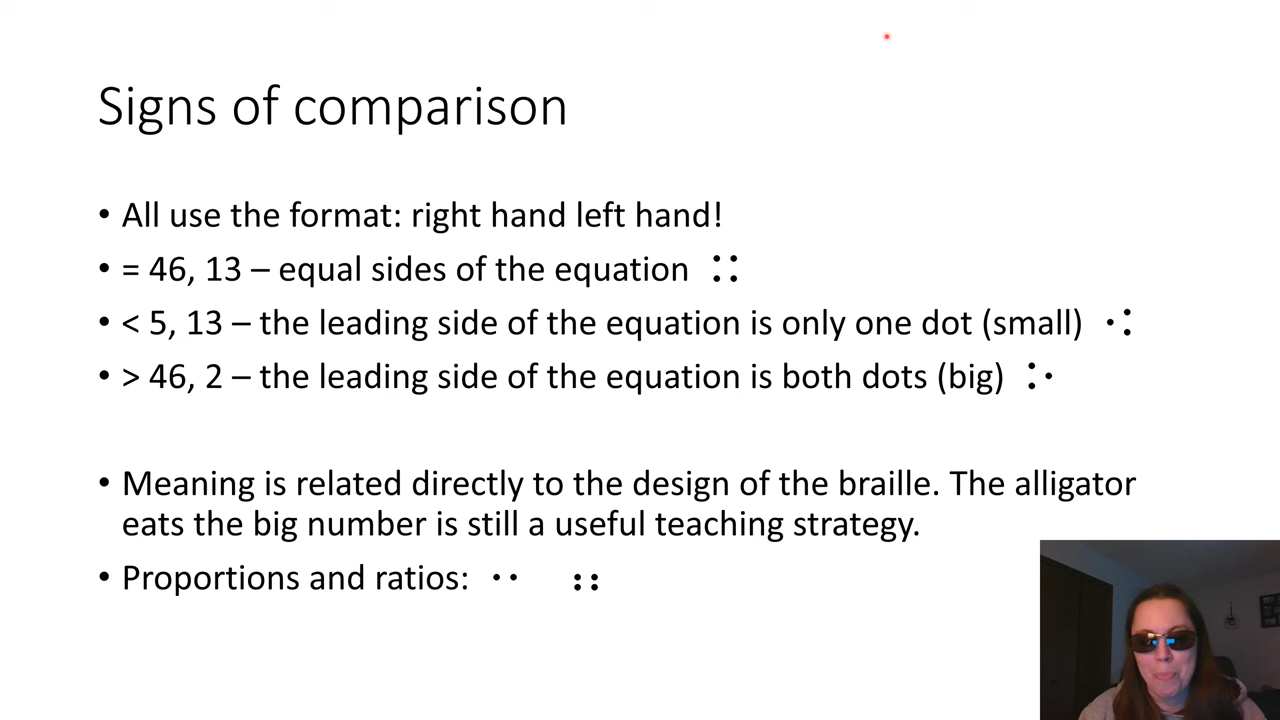 Signs of comparison
• All use the format: right hand left hand!
• = 46, 13 – equal sides of the equation ⠨⠅
• < 5, 13 – the leading side of the equation is only one dot (small) ⠐⠅
• > 46, 2 – the leading side of the equation is both dots (big) ⠨⠂
• Meaning is related directly to the design of the braille. The alligator
eats the big number is still a useful teaching strategy.
• Proportions and ratios: ⠐⠂ ⠰⠆